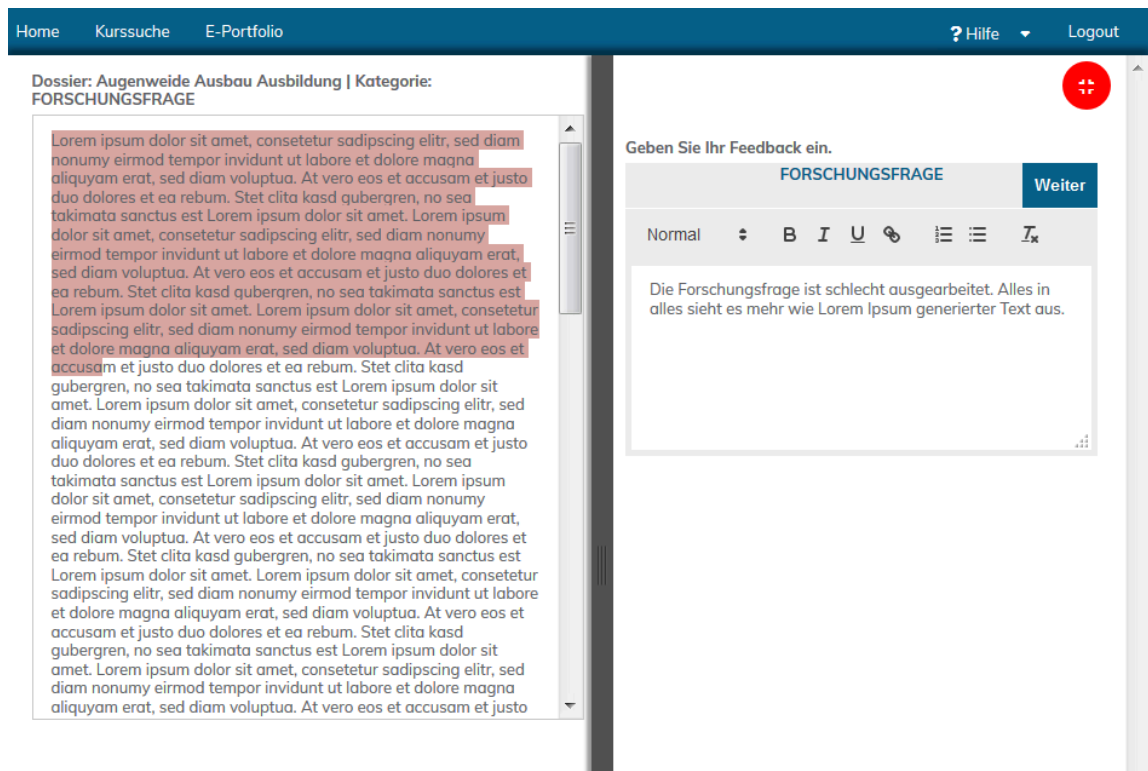 Home Kurssuche E-Portfolio ? Hilfe Logout
Dossier: Augenweide Ausbau Ausbildung | Kategorie:
FORSCHUNGSFRAGE
Lorem ipsum dolor sit amet, consetetur sadipscing elitr, sed diam
nonumy eirmod tempor invidunt ut labore et dolore magna
aliquyam erat, sed diam voluptua. At vero eos et accusam et justo
duo dolores et ea rebum. Stet clita kasd gubergren, no sea
takimata sanctus est Lorem ipsum dolor sit amet. Lorem ipsum
dolor sit amet, consetetur sadipscing elitr, sed diam nonumy
eirmod tempor invidunt ut labore et dolore magna aliquyam erat,
sed diam voluptua. At vero eos et accusam et justo duo dolores et
ea rebum. Stet clita kasd gubergren, no sea takimata sanctus est
Lorem ipsum dolor sit amet. Lorem ipsum dolor sit amet, consetetur
sadipscing elitr, sed diam nonumy eirmod tempor invidunt ut labore
et dolore magna aliquyam erat, sed diam voluptua. At vero eos et
accusam et justo duo dolores et ea rebum. Stet clita kasd
gubergren, no sea takimata sanctus est Lorem ipsum dolor sit
amet. Lorem ipsum dolor sit amet, consetetur sadipscing elitr, sed
diam nonumy eirmod tempor invidunt ut labore et dolore magna
aliquyam erat, sed diam voluptua. At vero eos et accusam et justo
duo dolores et ea rebum. Stet clita kasd gubergren, no sea
takimata sanctus est Lorem ipsum dolor sit amet. Lorem ipsum
dolor sit amet, consetetur sadipscing elitr, sed diam nonumy
eirmod tempor invidunt ut labore et dolore magna aliquyam erat,
sed diam voluptua. At vero eos et accusam et justo duo dolores et
ea rebum. Stet clita kasd gubergren, no sea takimata sanctus est
Lorem ipsum dolor sit amet. Lorem ipsum dolor sit amet, consetetur
sadipscing elitr, sed diam nonumy eirmod tempor invidunt ut labore
et dolore magna aliquyam erat, sed diam voluptua. At vero eos et
accusam et justo duo dolores et ea rebum. Stet clita kasd
gubergren, no sea takimata sanctus est Lorem ipsum dolor sit
amet. Lorem ipsum dolor sit amet, consetetur sadipscing elitr, sed
diam nonumy eirmod tempor invidunt ut labore et dolore magna
aliquyam erat, sed diam voluptua. At vero eos et accusam et justo
Geben Sie Ihr Feedback ein.
FORSCHUNGSFRAGE
Weiter
Normal B I U
Die Forschungsfrage ist schlecht ausgearbeitet. Alles in
alles sieht es mehr wie Lorem Ipsum generierter Text aus.